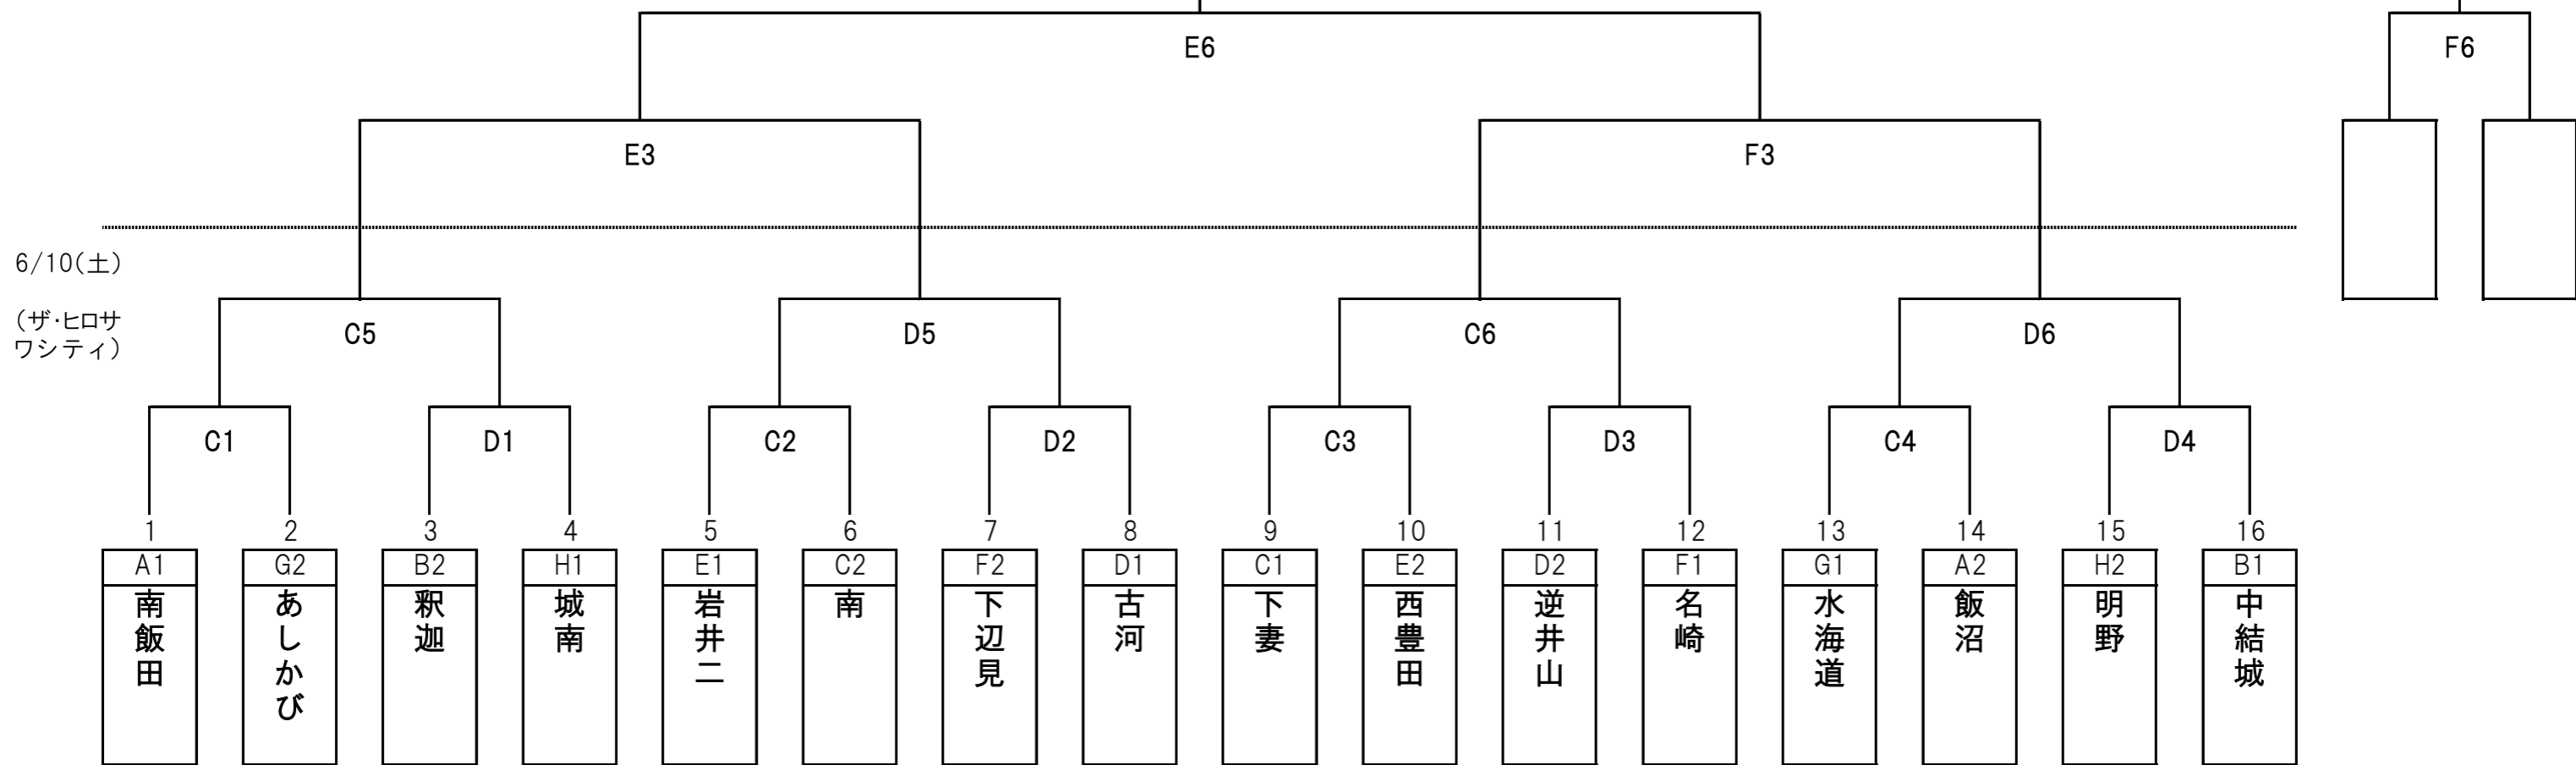 E6
F6
E3
F3
6/10(土)
(ザ・ヒロサ
ワシティ)
C5
D5
C6
D6
C1
D1
C2
D2
C3
D3
C4
D4
1
2
3
4
5
6
7
8
9
10
11
12
13
14
15
16
A1
G2
B2
H1
E1
C2
F2
D1
C1
E2
D2
F1
G1
A2
H2
B1
南飯田
あしかび
釈迦
城南
岩井二
南
下辺見
古河
下妻
西豊田
逆井山
名崎
水海道
飯沼
明野
中結城